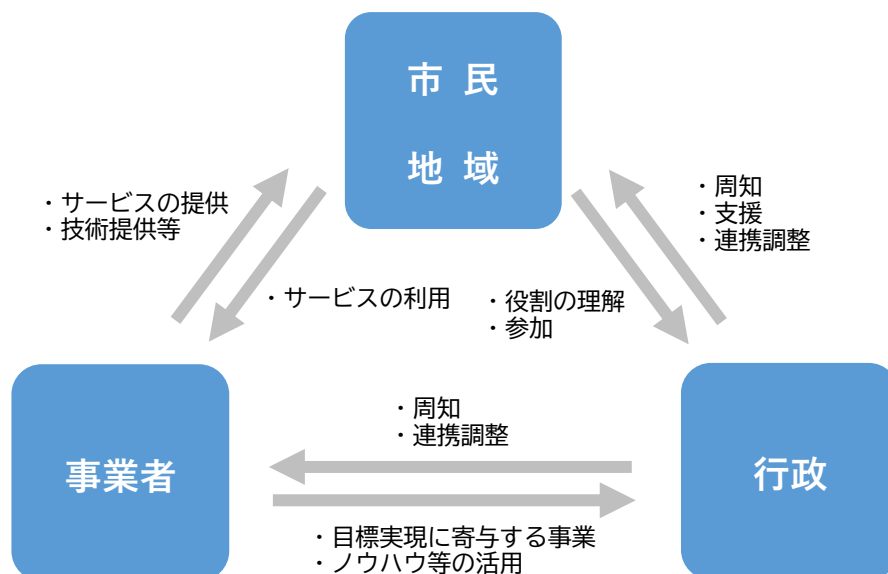 市 民
地 域
・サービスの提供
・技術提供等
・周知
・支援
・連携調整
・サービスの利用
・役割の理解
・参加
・周知
・連携調整
事業者
行政
・目標実現に寄与する事業
・ノウハウ等の活用